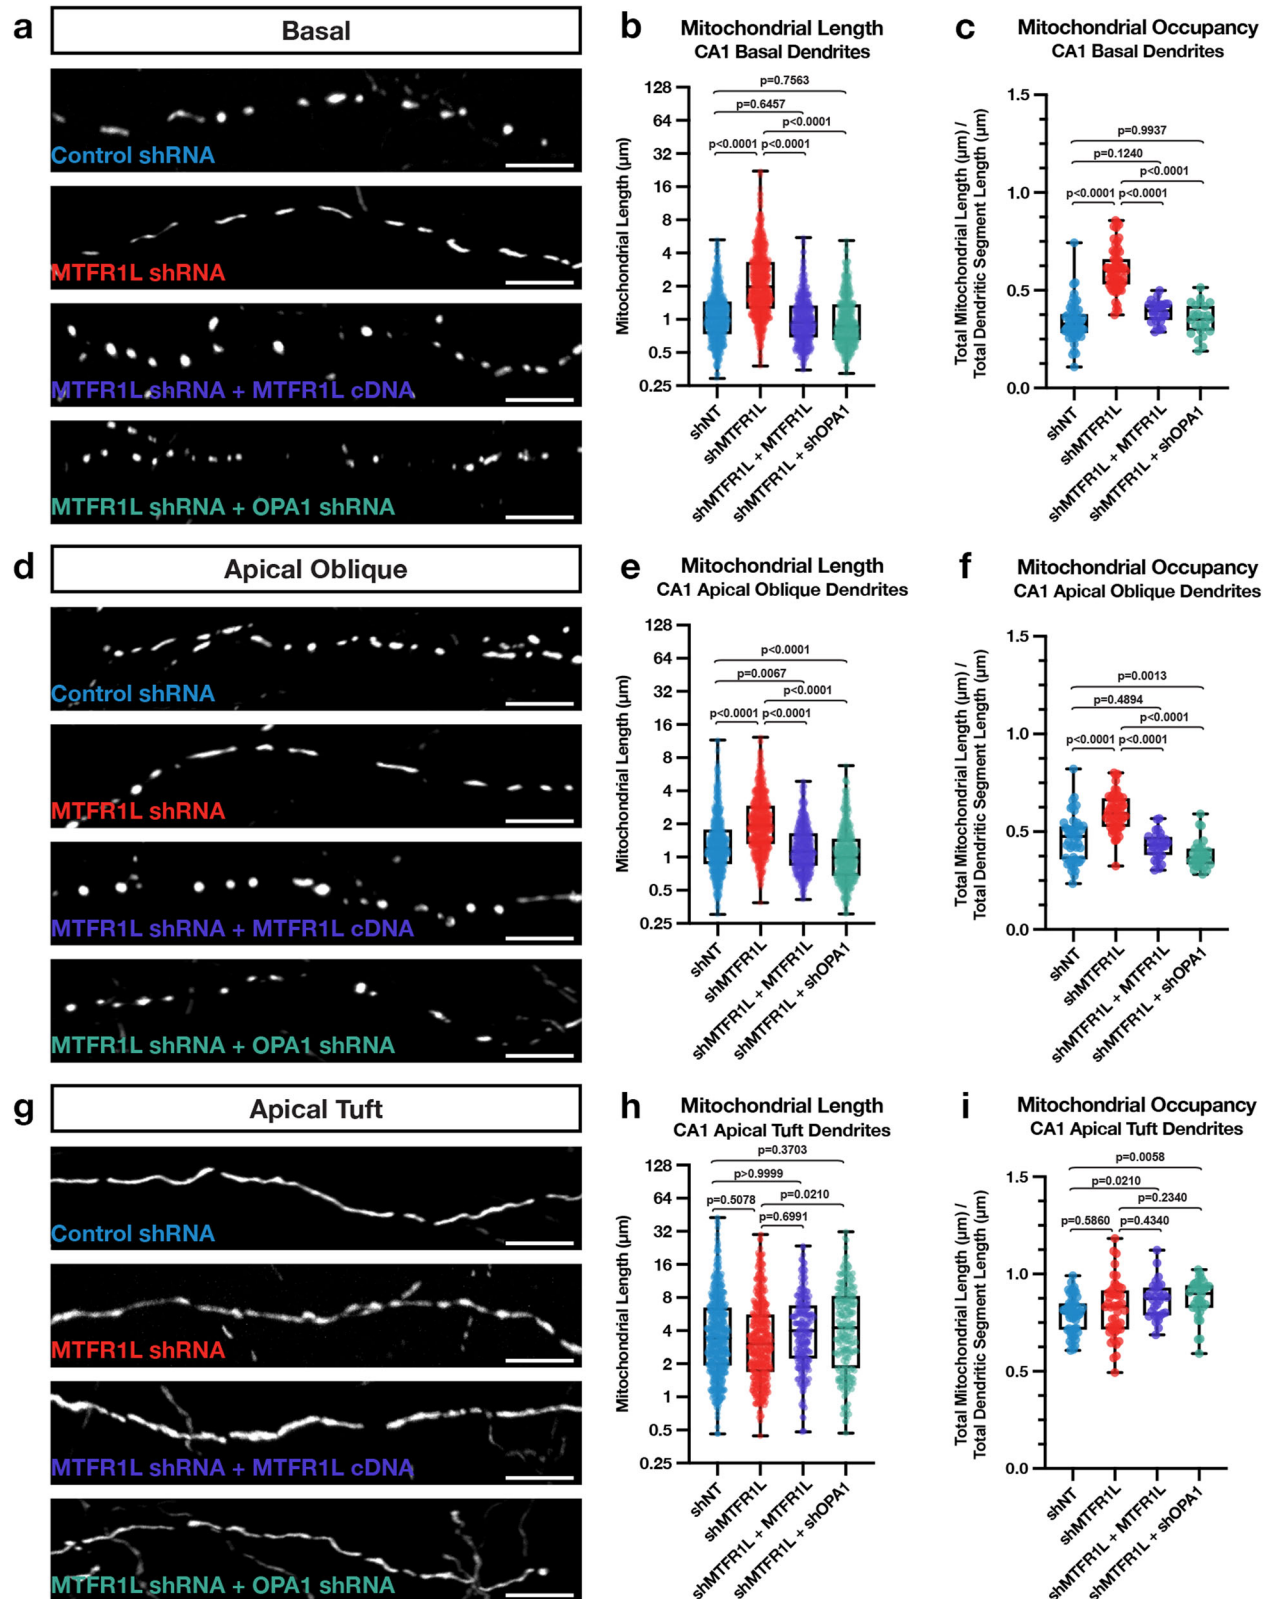 a
Basal
Control shRNA
MTFR1L shRNA
MTFR1L shRNA + MTFR1L cDNA
MTFR1L shRNA + OPA1 shRNA
b
Mitochondrial Length
CA1 Basal Dendrites
Mitochondrial Length (μm)
128
64
32
16
8
4
2
1
0.5
0.25
p=0.7563
p=0.6457
p<0.0001
p<0.0001 p<0.0001
shNT
shMTFR1L
shMTFR1L + MTFR1L
shMTFR1L + shOPA1
c
Mitochondrial Occupancy
CA1 Basal Dendrites
Total Mitochondrial Length (μm) /
Total Dendritic Segment Length (μm)
1.5
1.0
0.5
0.0
p=0.9937
p=0.1240
p<0.0001
p<0.0001 p<0.0001
shNT
shMTFR1L
shMTFR1L + MTFR1L
shMTFR1L + shOPA1
d
Apical Oblique
Control shRNA
MTFR1L shRNA
MTFR1L shRNA + MTFR1L cDNA
MTFR1L shRNA + OPA1 shRNA
e
Mitochondrial Length
CA1 Apical Oblique Dendrites
Mitochondrial Length (μm)
128
64
32
16
8
4
2
1
0.5
0.25
p<0.0001
p=0.0067
p<0.0001
p<0.0001 p<0.0001
shNT
shMTFR1L
shMTFR1L + MTFR1L
shMTFR1L + shOPA1
f
Mitochondrial Occupancy
CA1 Apical Oblique Dendrites
Total Mitochondrial Length (μm) /
Total Dendritic Segment Length (μm)
1.5
1.0
0.5
0.0
p=0.0013
p=0.4894
p<0.0001
p<0.0001 p<0.0001
shNT
shMTFR1L
shMTFR1L + MTFR1L
shMTFR1L + shOPA1
g
Apical Tuft
Control shRNA
MTFR1L shRNA
MTFR1L shRNA + MTFR1L cDNA
MTFR1L shRNA + OPA1 shRNA
h
Mitochondrial Length
CA1 Apical Tuft Dendrites
Mitochondrial Length (μm)
128
64
32
16
8
4
2
1
0.5
0.25
p=0.3703
p>0.9999
p=0.5078 p=0.0210
p=0.6991
shNT
shMTFR1L
shMTFR1L + MTFR1L
shMTFR1L + shOPA1
i
Mitochondrial Occupancy
CA1 Apical Tuft Dendrites
Total Mitochondrial Length (μm) /
Total Dendritic Segment Length (μm)
1.5
1.0
0.5
0.0
p=0.0058
p=0.0210
p=0.2340
p=0.5860 p=0.4340
shNT
shMTFR1L
shMTFR1L + MTFR1L
shMTFR1L + shOPA1